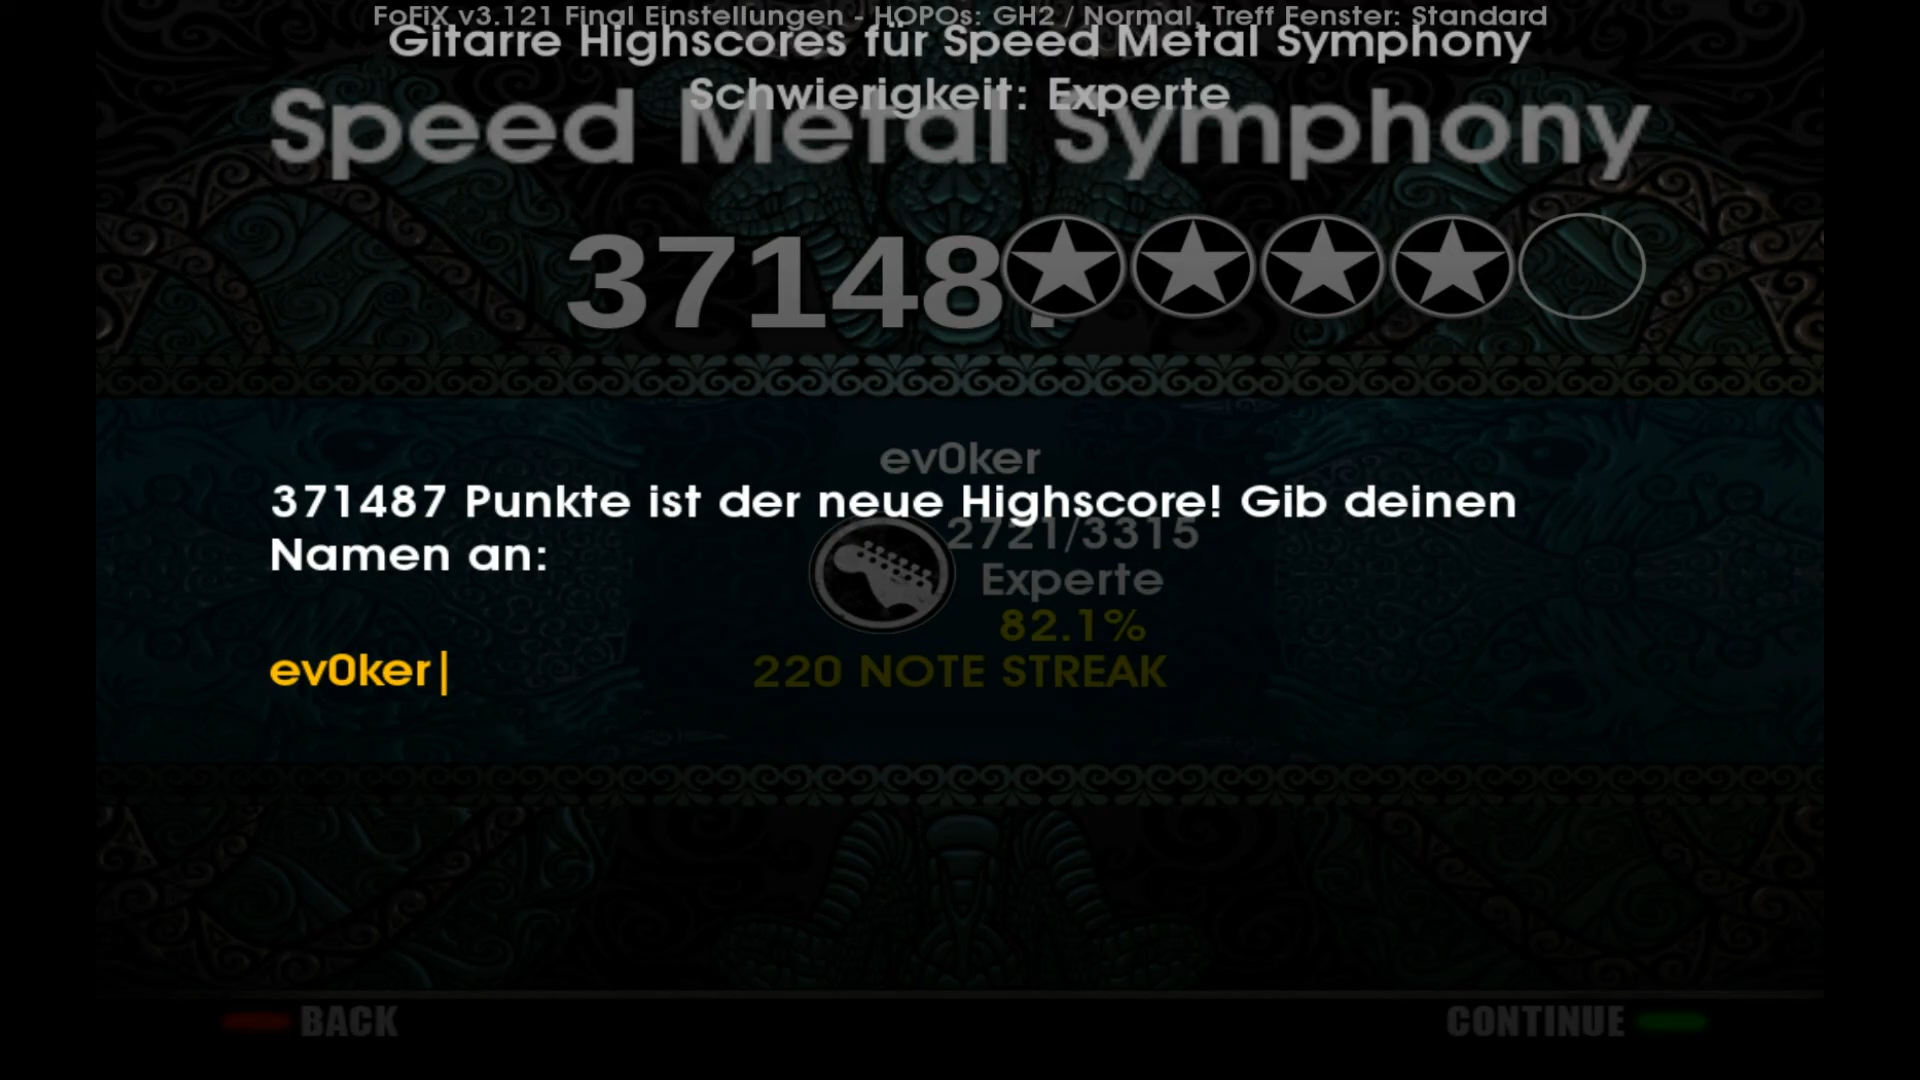 FoFiX v3.121 Final Einstellungen - HOPOs: GH2 / Normal, Treff Fenster: Standard
Gitarre Highscores für Speed Metal Symphony
Schwierigkeit: Experte
Speed Metal Symphony
371487
ev0ker
371487 Punkte ist der neue Highscore! Gib deinen
Namen an:
2721/3315
Experte
82.1%
ev0ker|
220 NOTE STREAK
BACK
CONTINUE